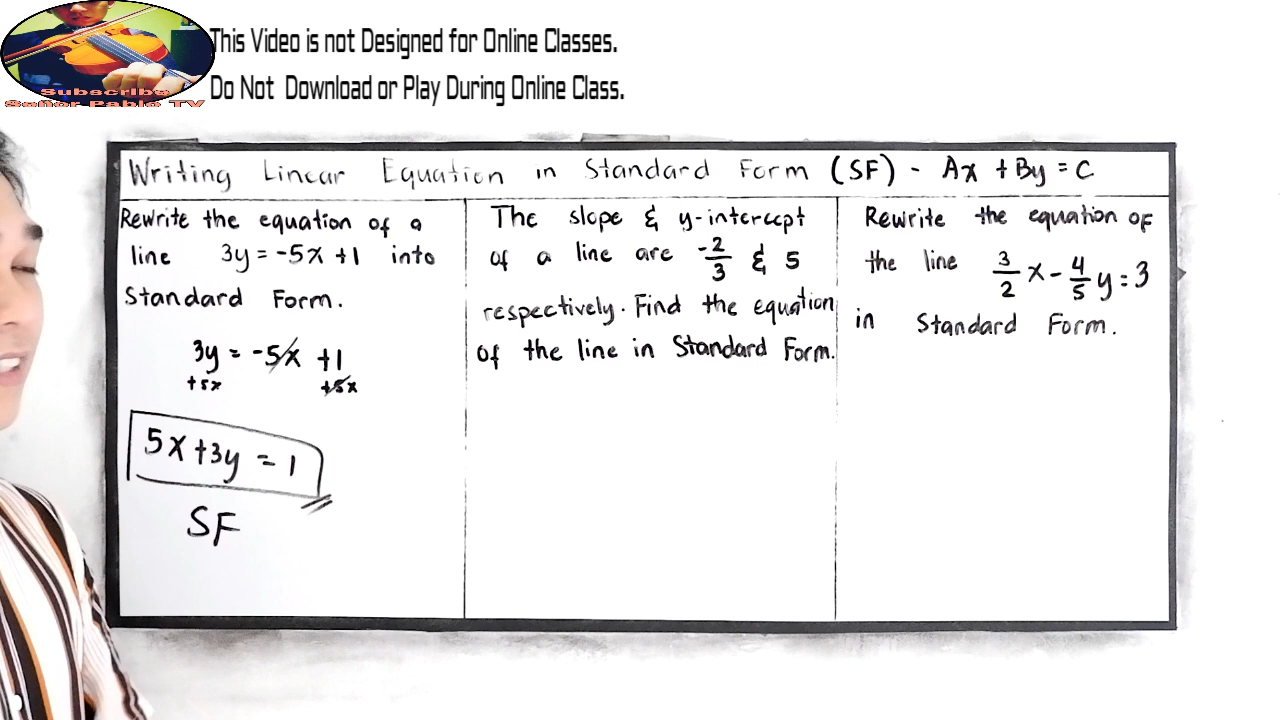 This Video is not Designed for Online Classes.
Do Not Download or Play During Online Class.
Subscribe
Señor Pablo TV
Writing Linear Equation in Standard Form (SF) - Ax + By = C
Rewrite the equation of a
line 3y = -5x + 1 into
Standard Form.
3y = -5x + 1
+5x +5x
5x + 3y = 1
SF
The slope & y-intercept
of a line are -2/3 & 5
respectively. Find the equation
of the line in Standard Form.
Rewrite the equation of
the line 3/2 x - 4/5 y = 3
in Standard Form.